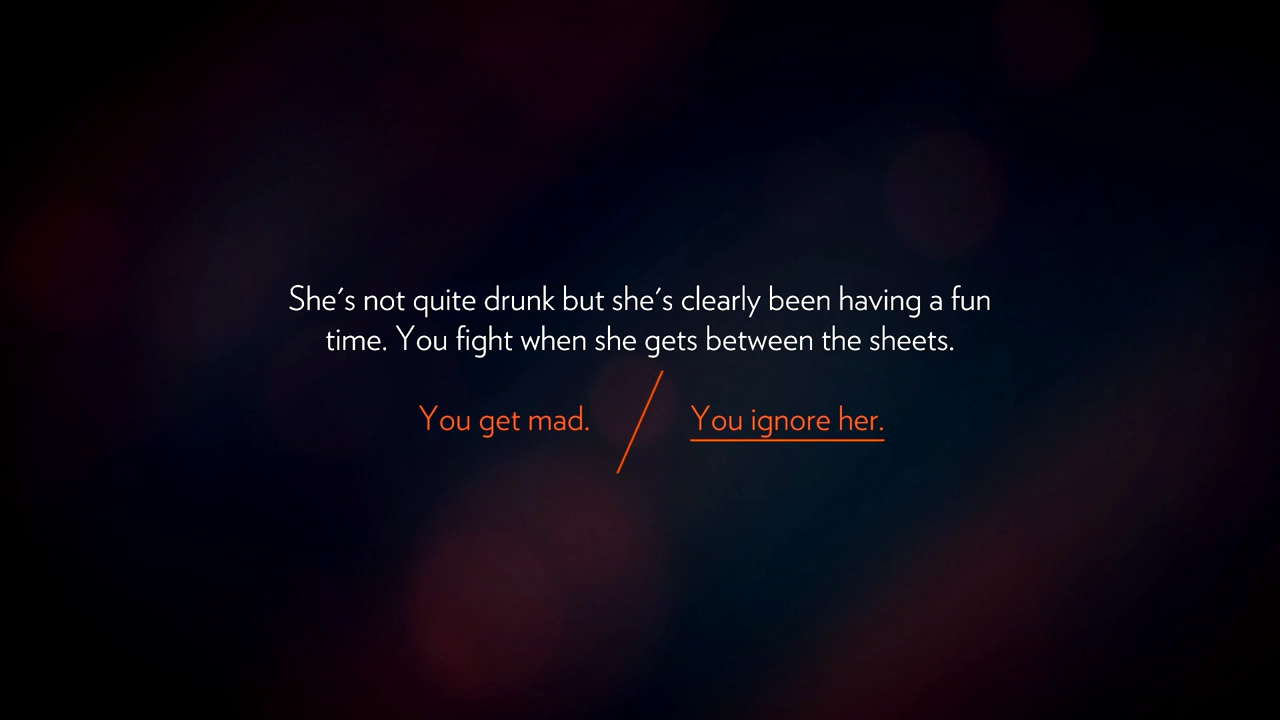 She's not quite drunk but she's clearly been having a fun
time. You fight when she gets between the sheets.
You get mad. / You ignore her.